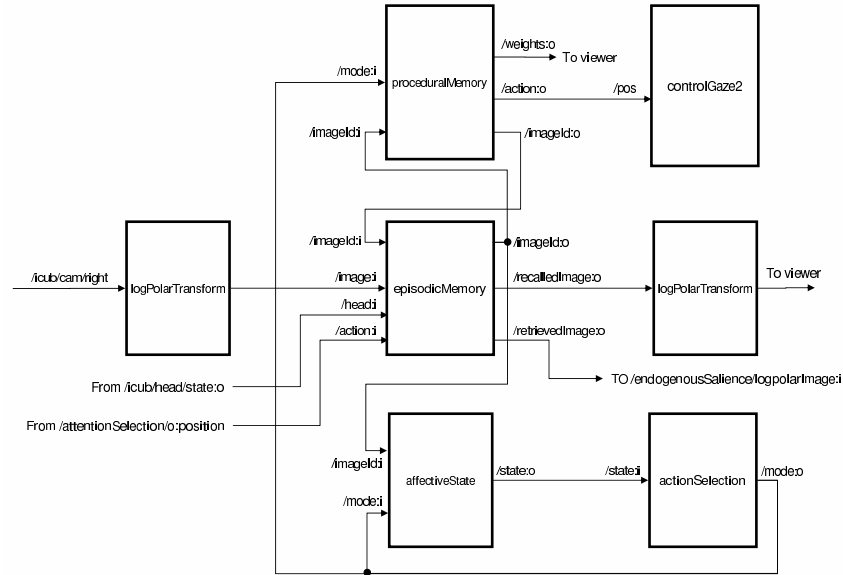 /weights:o
To viewer
/mode:i
proceduralMemory
/action:o
/pos
controlGaze2
/imageId:i
/imageId:o
/imageId:i
/imageId:o
/icub/cam/right
logPolarTransform
/image:i
episodicMemory
/recalledImage:o
logPolarTransform
To viewer
/head:i
/action:i
/retrievedImage:o
From /icub/head/state:o
TO /endogenousSalience/logpolarImage:i
From /attentionSelection/o:position
/imageId:i
/state:o
/state:i
/mode:o
affectiveState
actionSelection
/mode:i